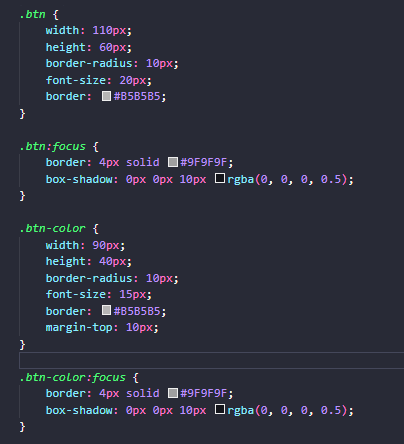 .btn {
width: 110px;
height: 60px;
border-radius: 10px;
font-size: 20px;
border: #B5B5B5;
}
.btn:focus {
border: 4px solid #9F9F9F;
box-shadow: 0px 0px 10px rgba(0, 0, 0, 0.5);
}
.btn-color {
width: 90px;
height: 40px;
border-radius: 10px;
font-size: 15px;
border: #B5B5B5;
margin-top: 10px;
}
.btn-color:focus {
border: 4px solid #9F9F9F;
box-shadow: 0px 0px 10px rgba(0, 0, 0, 0.5);
}